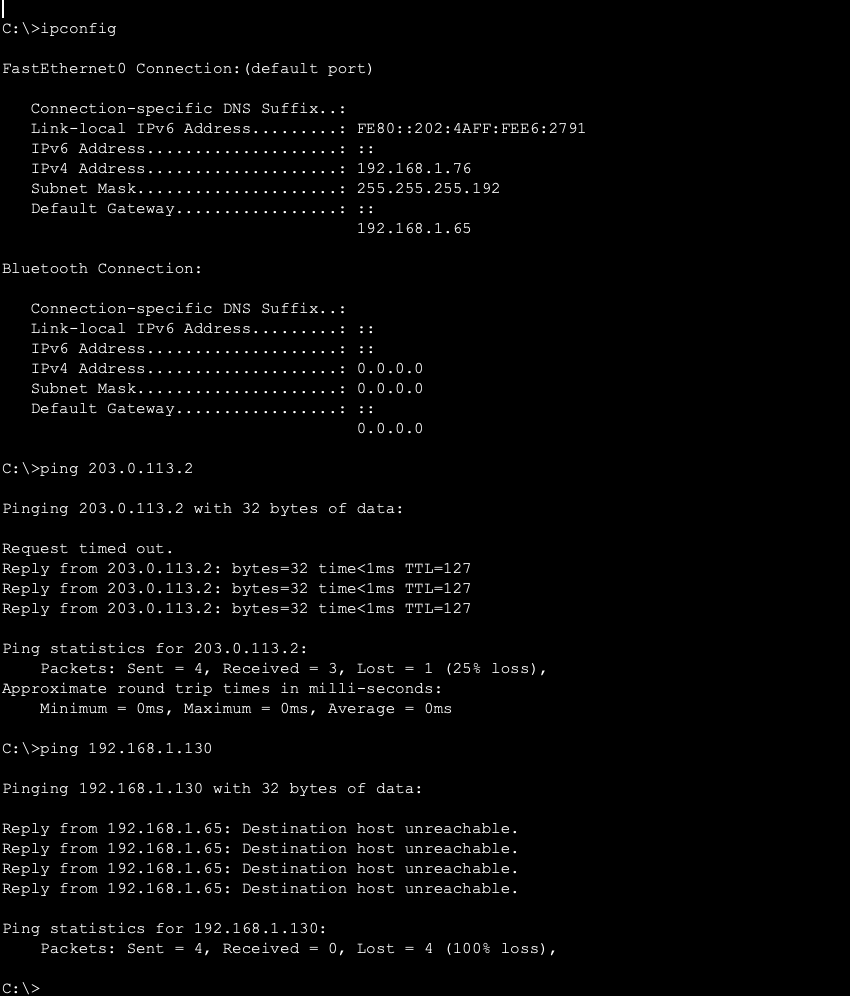 C:\>ipconfig

FastEthernet0 Connection:(default port)

   Connection-specific DNS Suffix..:
   Link-local IPv6 Address.........: FE80::202:4AFF:FEE6:2791
   IPv6 Address....................: ::
   IPv4 Address....................: 192.168.1.76
   Subnet Mask.....................: 255.255.255.192
   Default Gateway.................: ::
                                     192.168.1.65

Bluetooth Connection:

   Connection-specific DNS Suffix..:
   Link-local IPv6 Address.........: ::
   IPv6 Address....................: ::
   IPv4 Address....................: 0.0.0.0
   Subnet Mask.....................: 0.0.0.0
   Default Gateway.................: ::
                                     0.0.0.0

C:\>ping 203.0.113.2

Pinging 203.0.113.2 with 32 bytes of data:

Request timed out.
Reply from 203.0.113.2: bytes=32 time<1ms TTL=127
Reply from 203.0.113.2: bytes=32 time<1ms TTL=127
Reply from 203.0.113.2: bytes=32 time<1ms TTL=127

Ping statistics for 203.0.113.2:
    Packets: Sent = 4, Received = 3, Lost = 1 (25% loss),
Approximate round trip times in milli-seconds:
    Minimum = 0ms, Maximum = 0ms, Average = 0ms

C:\>ping 192.168.1.130

Pinging 192.168.1.130 with 32 bytes of data:

Reply from 192.168.1.65: Destination host unreachable.
Reply from 192.168.1.65: Destination host unreachable.
Reply from 192.168.1.65: Destination host unreachable.
Reply from 192.168.1.65: Destination host unreachable.

Ping statistics for 192.168.1.130:
    Packets: Sent = 4, Received = 0, Lost = 4 (100% loss),

C:\>